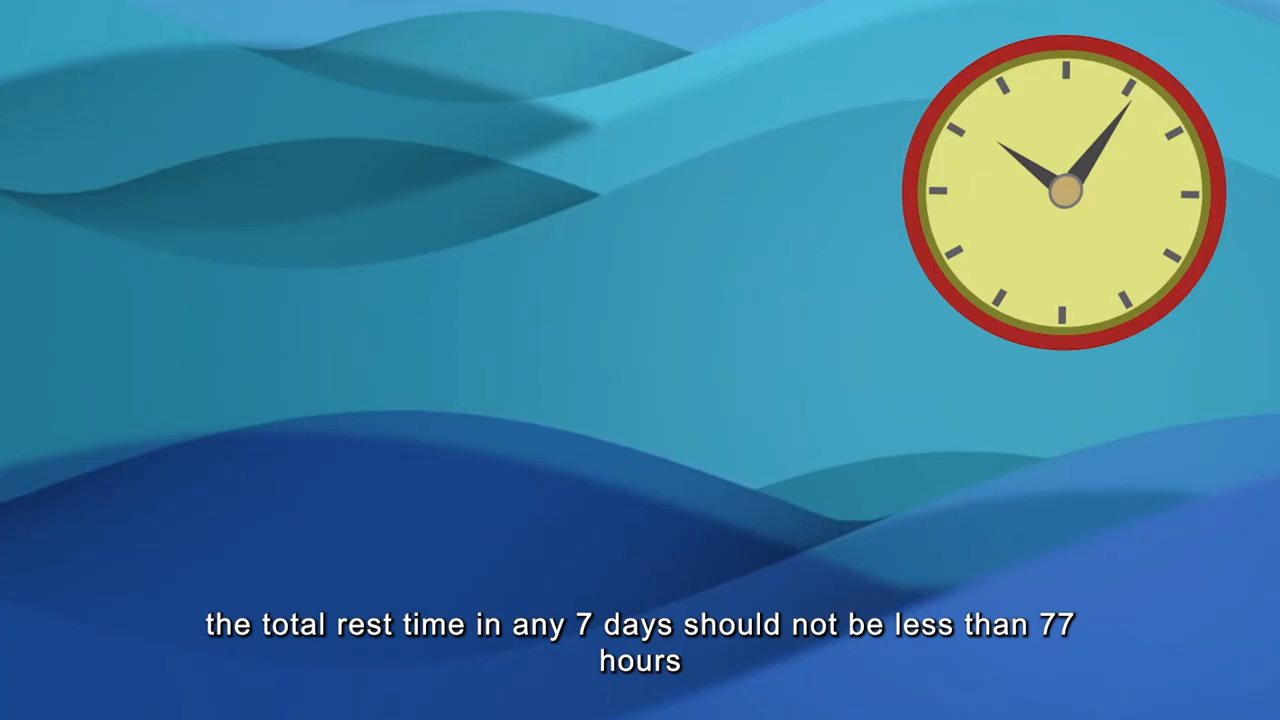 the total rest time in any 7 days should not be less than 77
hours